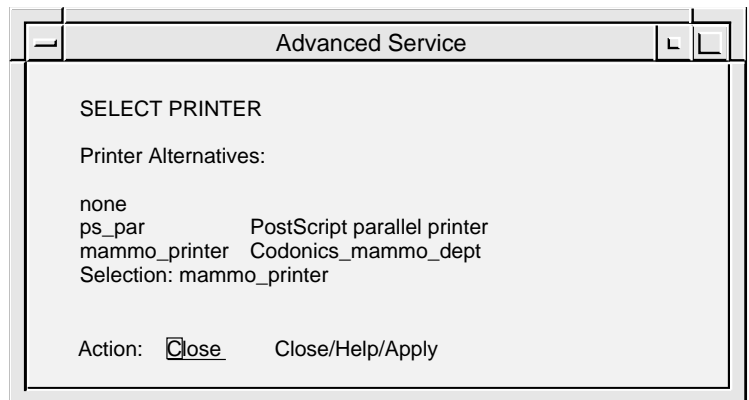 Advanced Service
SELECT PRINTER
Printer Alternatives:
none
ps_par PostScript parallel printer
mammo_printer Codonics_mammo_dept
Selection: mammo_printer
Action: Close Close/Help/Apply